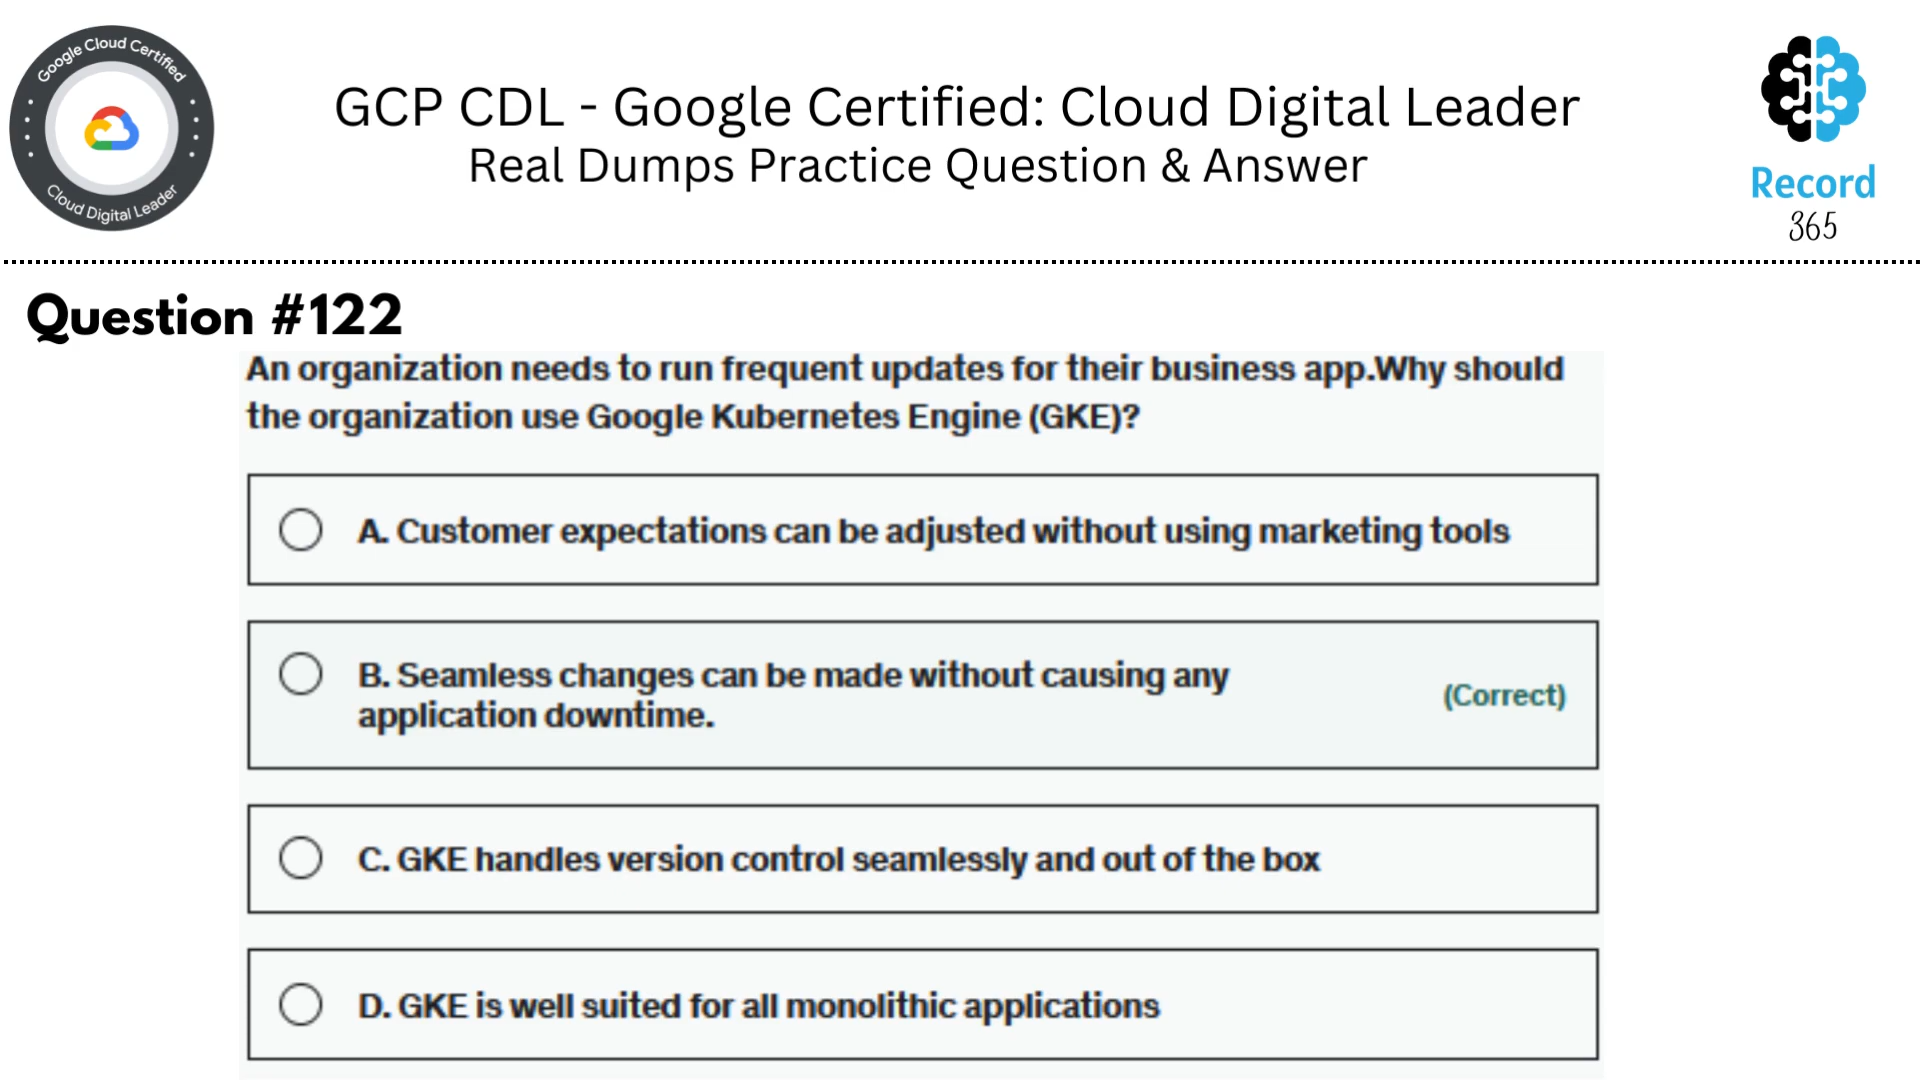 Google Cloud Certified
Cloud Digital Leader
GCP CDL - Google Certified: Cloud Digital Leader
Real Dumps Practice Question & Answer
Record
365
Question #122
An organization needs to run frequent updates for their business app.Why should
the organization use Google Kubernetes Engine (GKE)?
A. Customer expectations can be adjusted without using marketing tools
B. Seamless changes can be made without causing any
application downtime.
(Correct)
C. GKE handles version control seamlessly and out of the box
D. GKE is well suited for all monolithic applications